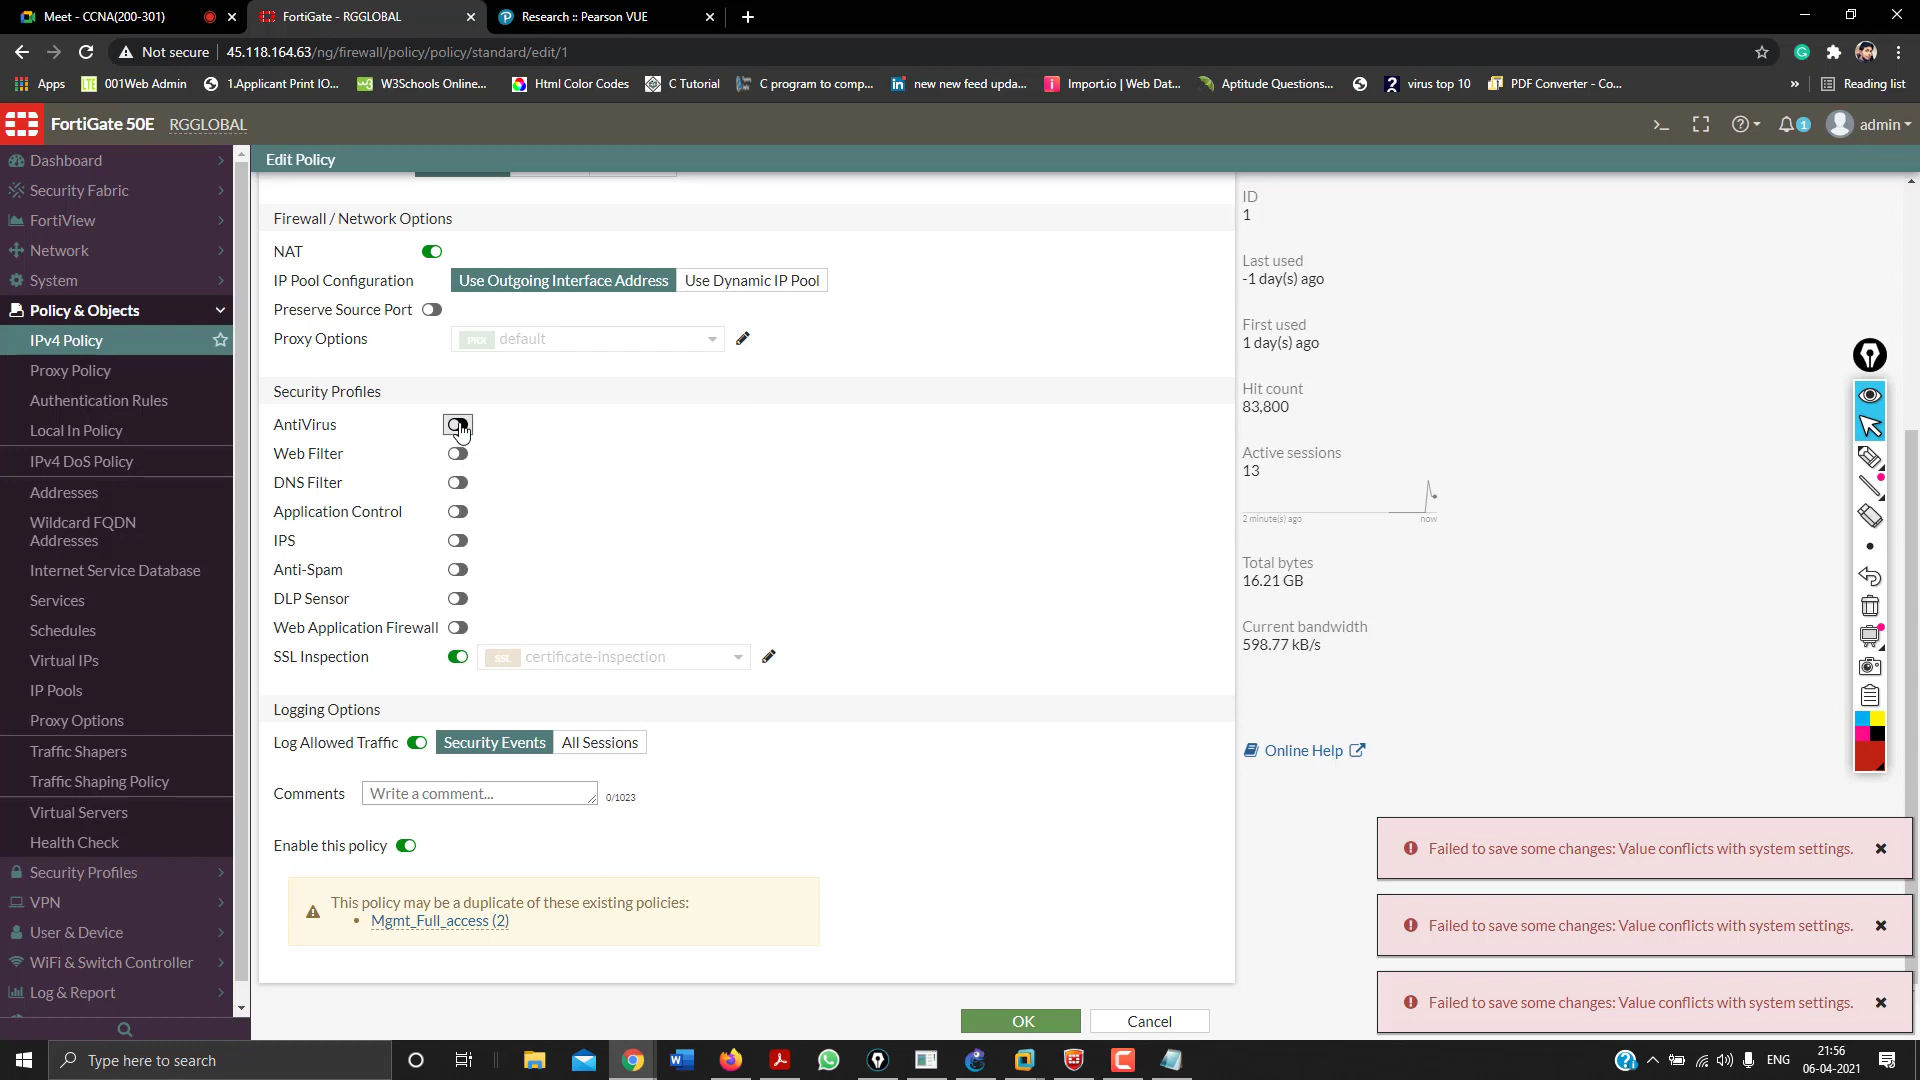 Meet - CCNA(200-301)
FortiGate - RGGLOBAL
Research :: Pearson VUE
Not secure
45.118.164.63/ng/firewall/policy/policy/standard/edit/1
Apps
001Web Admin
1.Applicant Print IO...
W3Schools Online...
Html Color Codes
C Tutorial
C program to comp...
new new feed upda...
Import.io | Web Dat...
Aptitude Questions...
virus top 10
PDF Converter - Co...
Reading list
FortiGate 50E
RGGLOBAL
1
admin
Dashboard
Security Fabric
FortiView
Network
System
Policy & Objects
IPv4 Policy
Proxy Policy
Authentication Rules
Local In Policy
IPv4 DoS Policy
Addresses
Wildcard FQDN
Addresses
Internet Service Database
Services
Schedules
Virtual IPs
IP Pools
Proxy Options
Traffic Shapers
Traffic Shaping Policy
Virtual Servers
Health Check
Security Profiles
VPN
User & Device
WiFi & Switch Controller
Log & Report
Edit Policy
Firewall / Network Options
NAT
IP Pool Configuration
Use Outgoing Interface Address
Use Dynamic IP Pool
Preserve Source Port
Proxy Options
PRX
default
Security Profiles
AntiVirus
Web Filter
DNS Filter
Application Control
IPS
Anti-Spam
DLP Sensor
Web Application Firewall
SSL Inspection
SSL
certificate-inspection
Logging Options
Log Allowed Traffic
Security Events
All Sessions
Comments
Write a comment...
0/1023
Enable this policy
This policy may be a duplicate of these existing policies:
• Mgmt_Full_access (2)
OK
Cancel
ID
1
Last used
-1 day(s) ago
First used
1 day(s) ago
Hit count
83,800
Active sessions
13
2 minute(s) ago
now
Total bytes
16.21 GB
Current bandwidth
598.77 kB/s
Online Help
Failed to save some changes: Value conflicts with system settings.
Failed to save some changes: Value conflicts with system settings.
Failed to save some changes: Value conflicts with system settings.
Type here to search
ENG
21:56
06-04-2021